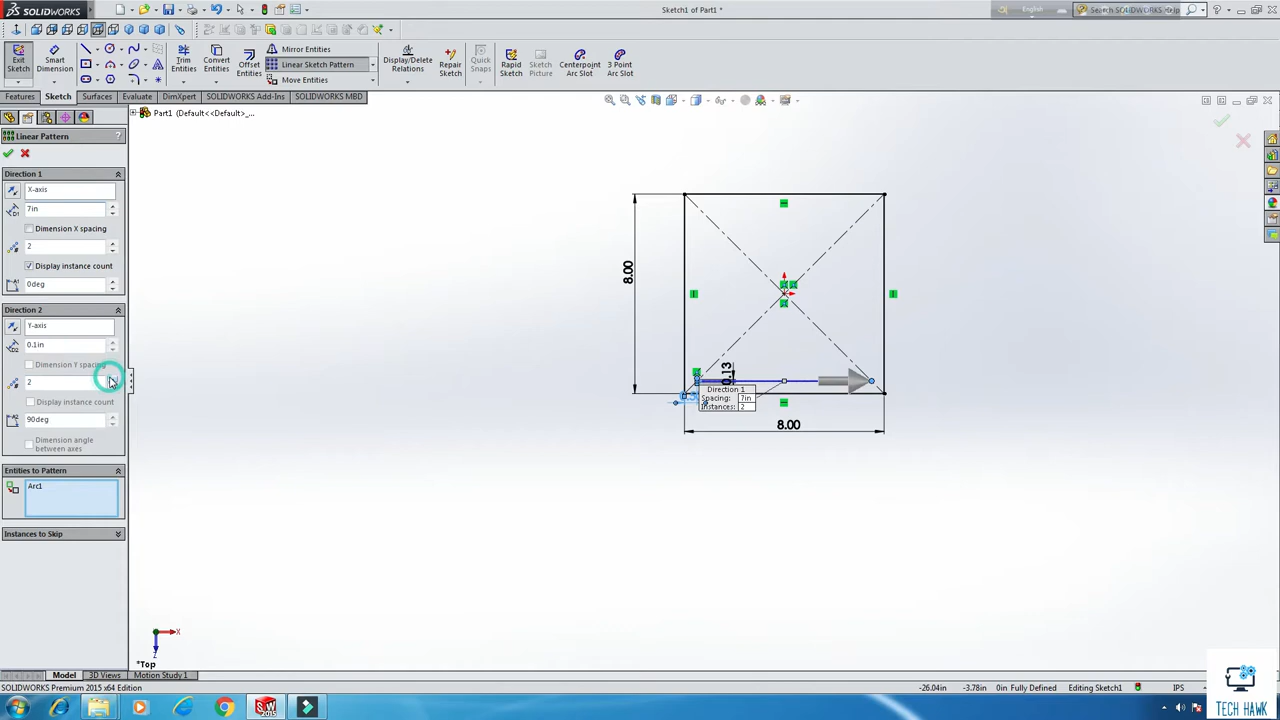 SOLIDWORKS
Sketch1 of Part1 *
English
Search SOLIDWORKS Help
Exit Sketch
Smart Dimension
Trim Entities
Convert Entities
Offset Entities
Mirror Entities
Linear Sketch Pattern
Move Entities
Display/Delete Relations
Repair Sketch
Quick Snaps
Rapid Sketch
Sketch Picture
Centerpoint Arc Slot
3 Point Arc Slot
Features
Sketch
Surfaces
Evaluate
DimXpert
SOLIDWORKS Add-Ins
SOLIDWORKS MBD
Part1 (Default<<Default>_...
Linear Pattern
?
Direction 1
X-axis
7in
Dimension X spacing
2
Display instance count
0deg
Direction 2
Y-axis
0.1in
Dimension Y spacing
2
Display instance count
90deg
Dimension angle
between axes
Entities to Pattern
Arc1
Instances to Skip
8.00
0.13
Direction 1
Spacing: 7in
Instances: 2
8.00
X
Z
*Top
Model
3D Views
Motion Study 1
SOLIDWORKS Premium 2015 x64 Edition
-26.04in
-3.78in
0in
Fully Defined
Editing Sketch1
IPS
TECH HAWK